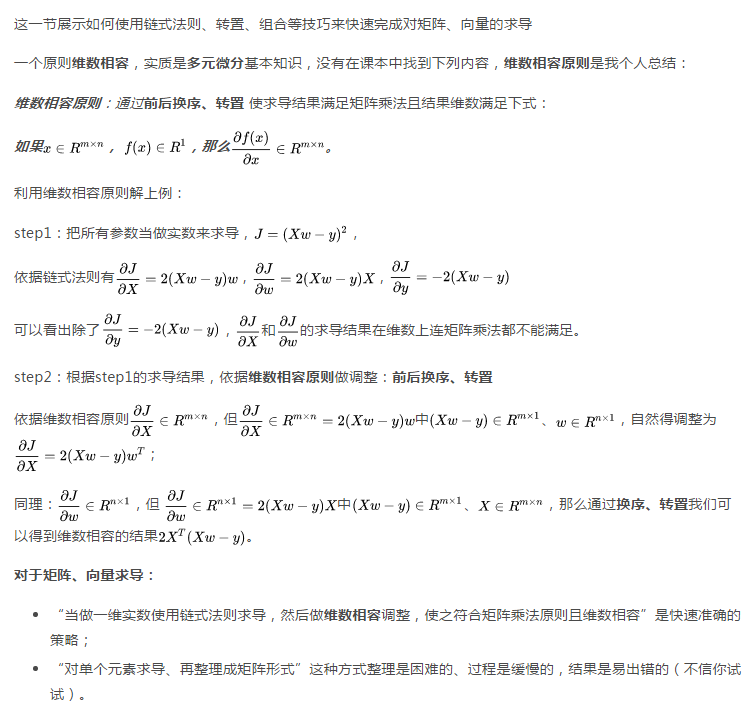 这一节展示如何使用链式法则、转置、组合等技巧来快速完成对矩阵、向量的求导
一个原则维数相容，实质是多元微分基本知识，没有在课本中找到下列内容，维数相容原则是我个人总结：
维数相容原则：通过前后换序、转置 使求导结果满足矩阵乘法且结果维数满足下式：
如果$x \in R^{m \times n}$， $f(x) \in R^1$，那么$\frac{\partial f(x)}{\partial x} \in R^{m \times n}$。
利用维数相容原则解上例：
step1：把所有参数当做实数来求导，$J = (Xw - y)^2$，
依据链式法则有$\frac{\partial J}{\partial X} = 2(Xw - y)w$，$\frac{\partial J}{\partial w} = 2(Xw - y)X$，$\frac{\partial J}{\partial y} = -2(Xw - y)$
可以看出除了$\frac{\partial J}{\partial y} = -2(Xw - y)$，$\frac{\partial J}{\partial X}$和$\frac{\partial J}{\partial w}$的求导结果在维数上连矩阵乘法都不能满足。
step2：根据step1的求导结果，依据维数相容原则做调整：前后换序、转置
依据维数相容原则$\frac{\partial J}{\partial X} \in R^{m \times n}$，但$\frac{\partial J}{\partial X} \in R^{m \times n} = 2(Xw - y)w$中$(Xw - y) \in R^{m \times 1}$、$w \in R^{n \times 1}$，自然得调整为
$\frac{\partial J}{\partial X} = 2(Xw - y)w^T$；
同理：$\frac{\partial J}{\partial w} \in R^{n \times 1}$，但 $\frac{\partial J}{\partial w} \in R^{n \times 1} = 2(Xw - y)X$中$(Xw - y) \in R^{m \times 1}$、$X \in R^{m \times n}$，那么通过换序、转置我们可
以得到维数相容的结果$2X^T(Xw - y)$。
对于矩阵、向量求导：
• “当做一维实数使用链式法则求导，然后做维数相容调整，使之符合矩阵乘法原则且维数相容”是快速准确的
策略；
• “对单个元素求导、再整理成矩阵形式”这种方式整理是困难的、过程是缓慢的，结果是易出错的（不信你试
试）。